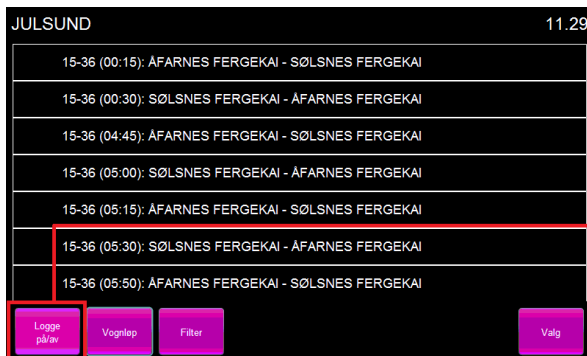 JULSUND 11.29
15-36 (00:15): ÅFARNES FERGEKAI - SØLSNES FERGEKAI
15-36 (00:30): SØLSNES FERGEKAI - ÅFARNES FERGEKAI
15-36 (04:45): ÅFARNES FERGEKAI - SØLSNES FERGEKAI
15-36 (05:00): SØLSNES FERGEKAI - ÅFARNES FERGEKAI
15-36 (05:15): ÅFARNES FERGEKAI - SØLSNES FERGEKAI
15-36 (05:30): SØLSNES FERGEKAI - ÅFARNES FERGEKAI
15-36 (05:50): ÅFARNES FERGEKAI - SØLSNES FERGEKAI
Logge
på/av
Vognløp
Filter
Valg